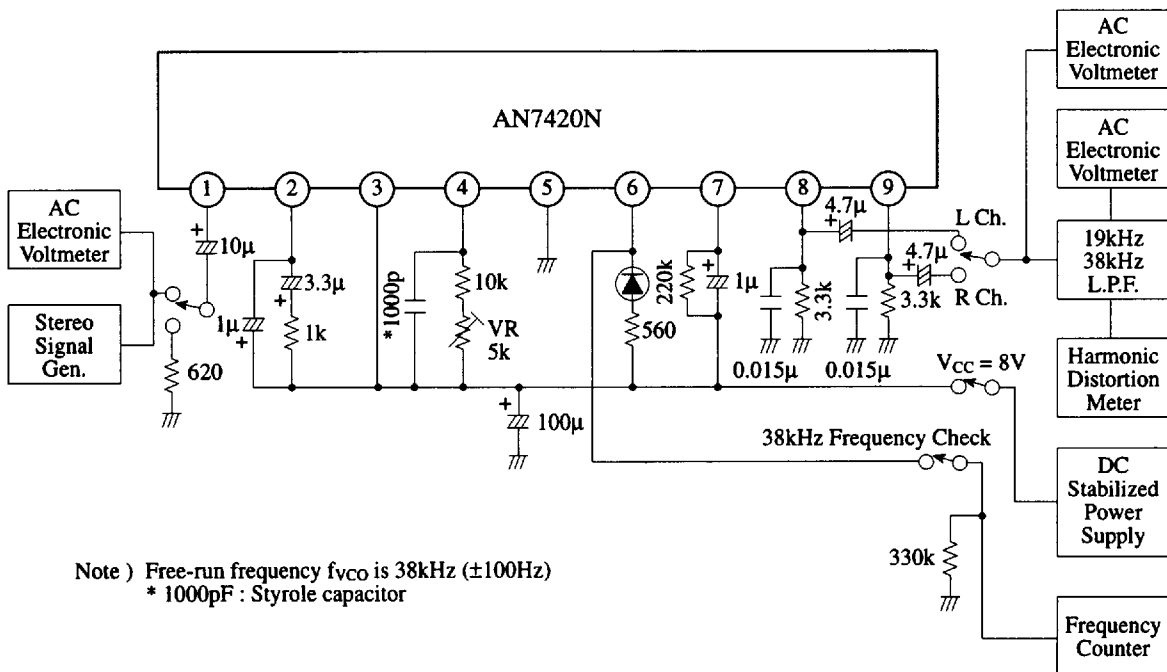 AN7420N
1
2
3
4
5
6
7
8
9
AC
Electronic
Voltmeter
Stereo
Signal
Gen.
+
10μ
620
1μ
+
3.3μ
+
1k
*1000p
10k
VR
5k
+
100μ
560
220k
+
1μ
4.7μ
+
L Ch.
4.7μ
+
R Ch.
3.3k
3.3k
0.015μ
0.015μ
VCC = 8V
38kHz Frequency Check
330k
AC
Electronic
Voltmeter
AC
Electronic
Voltmeter
19kHz
38kHz
L.P.F.
Harmonic
Distortion
Meter
DC
Stabilized
Power
Supply
Frequency
Counter
Note ) Free-run frequency fVCO is 38kHz (±100Hz)
* 1000pF : Styrole capacitor